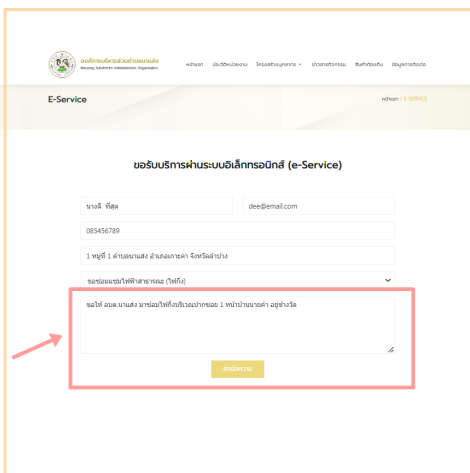 องค์การบริหารส่วนตำบลนาแส่ง
Nasaeng Subdistrict Administrative Organization
หน้าแรก ประวัติหน่วยงาน โครงสร้างบุคลากร ข่าวสารกิจกรรม สินค้าท้องถิ่น ข้อมูลการติดต่อ
E-Service
หน้าแรก / E-SERVICE
ขอรับบริการผ่านระบบอิเล็กทรอนิกส์ (e-Service)
นางดี ที่สุด dee@email.com
085456789
1 หมู่ที่ 1 ตำบลนาแส่ง อำเภอเกาะคา จังหวัดลำปาง
ขอซ่อมแซมไฟฟ้าสาธารณะ (ไฟกิ่ง)
ขอให้ อบต.นาแส่ง มาซ่อมไฟกิ่งบริเวณปากซอย 1 หน้าบ้านนายคำ อยู่ข้างวัด
ส่งข้อความ